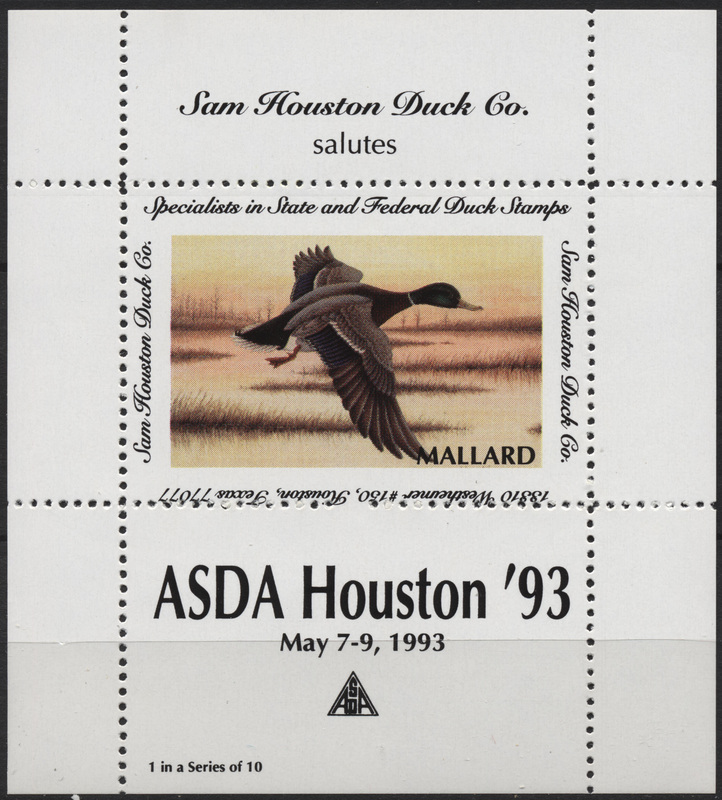 Sam Houston Duck Co.
salutes
Specialists in State and Federal Duck Stamps
Sam Houston Duck Co.
Sam Houston Duck Co.
MALLARD
13310 Westheimer #150, Houston, Texas 77077
ASDA Houston '93
May 7-9, 1993
ASDA
1 in a Series of 10